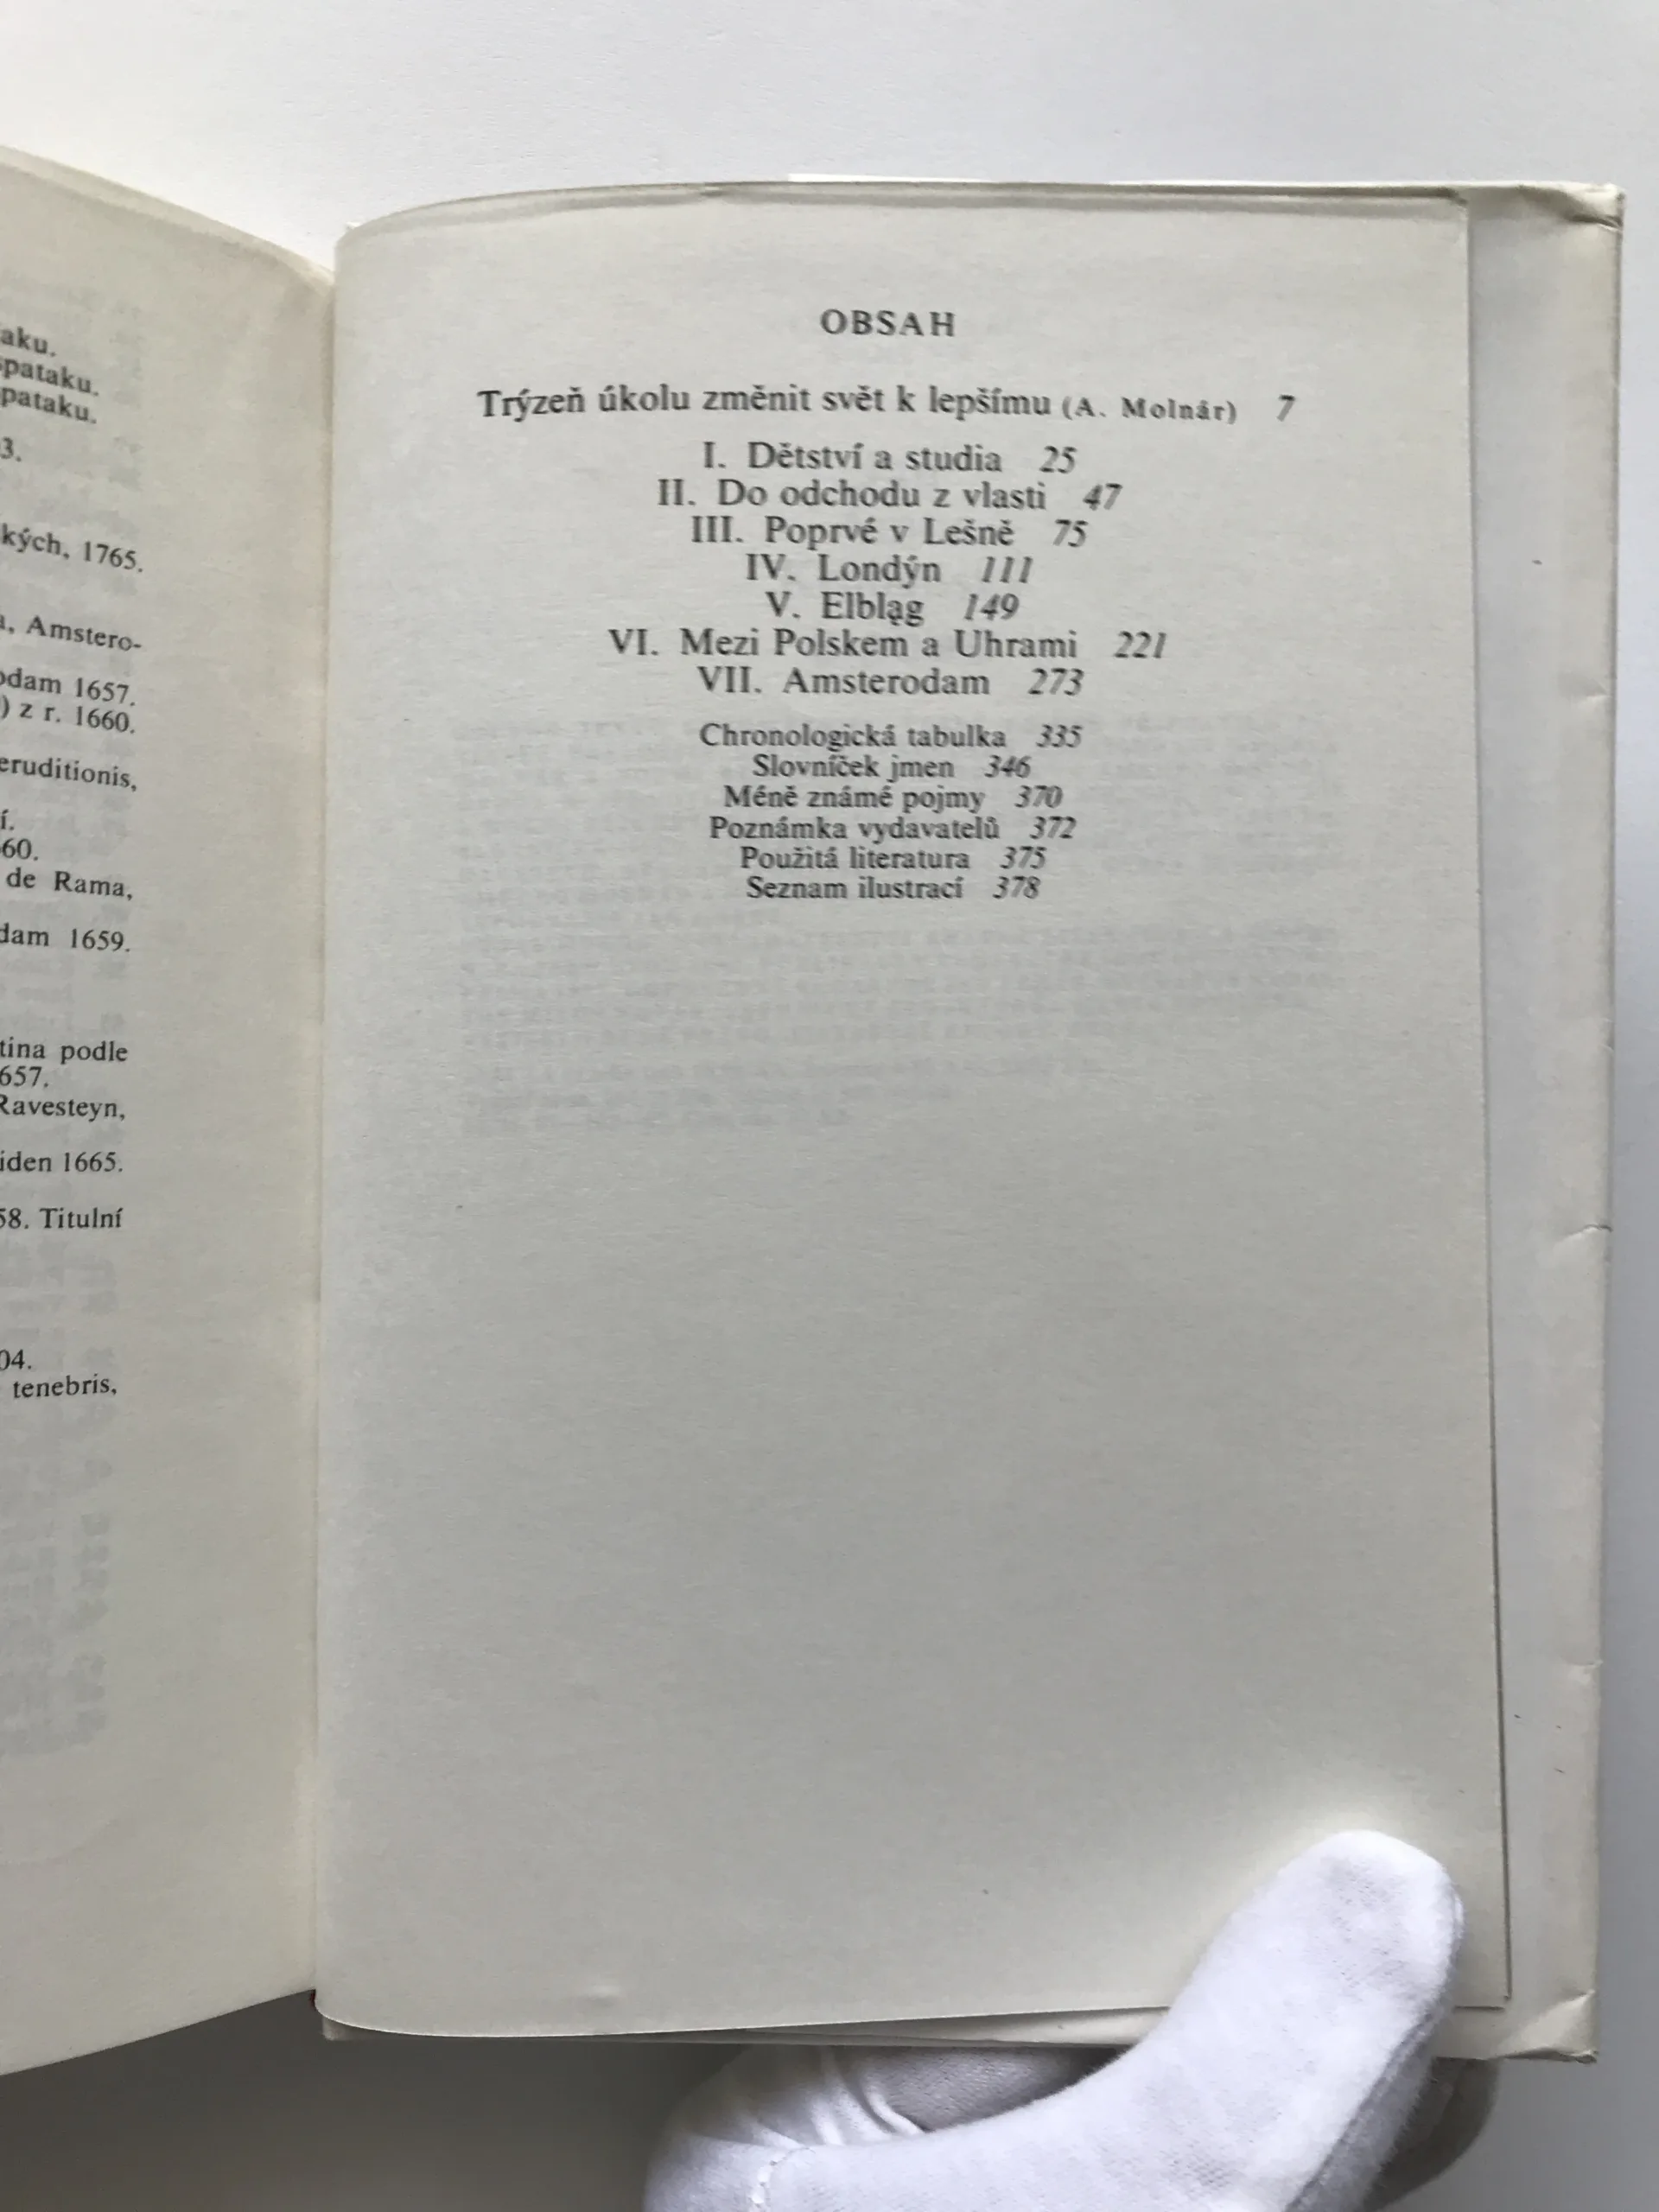 aku.
spataku.
pataku.
3.
kých, 1765.
, Amstero-
odam 1657.
) z r. 1660.
eruditionis,
í.
60.
de Rama,
dam 1659.
tina podle
657.
Ravesteyn,
iden 1665.
58. Titulní
04.
tenebris,
OBSAH
Trýzeň úkolu změnit svět k lepšímu (A. Molnár) 7
I. Dětství a studia 25
II. Do odchodu z vlasti 47
III. Poprvé v Lešně 75
IV. Londýn 111
V. Elbląg 149
VI. Mezi Polskem a Uhrami 221
VII. Amsterodam 273
Chronologická tabulka 335
Slovníček jmen 346
Méně známé pojmy 370
Poznámka vydavatelů 372
Použitá literatura 375
Seznam ilustrací 378